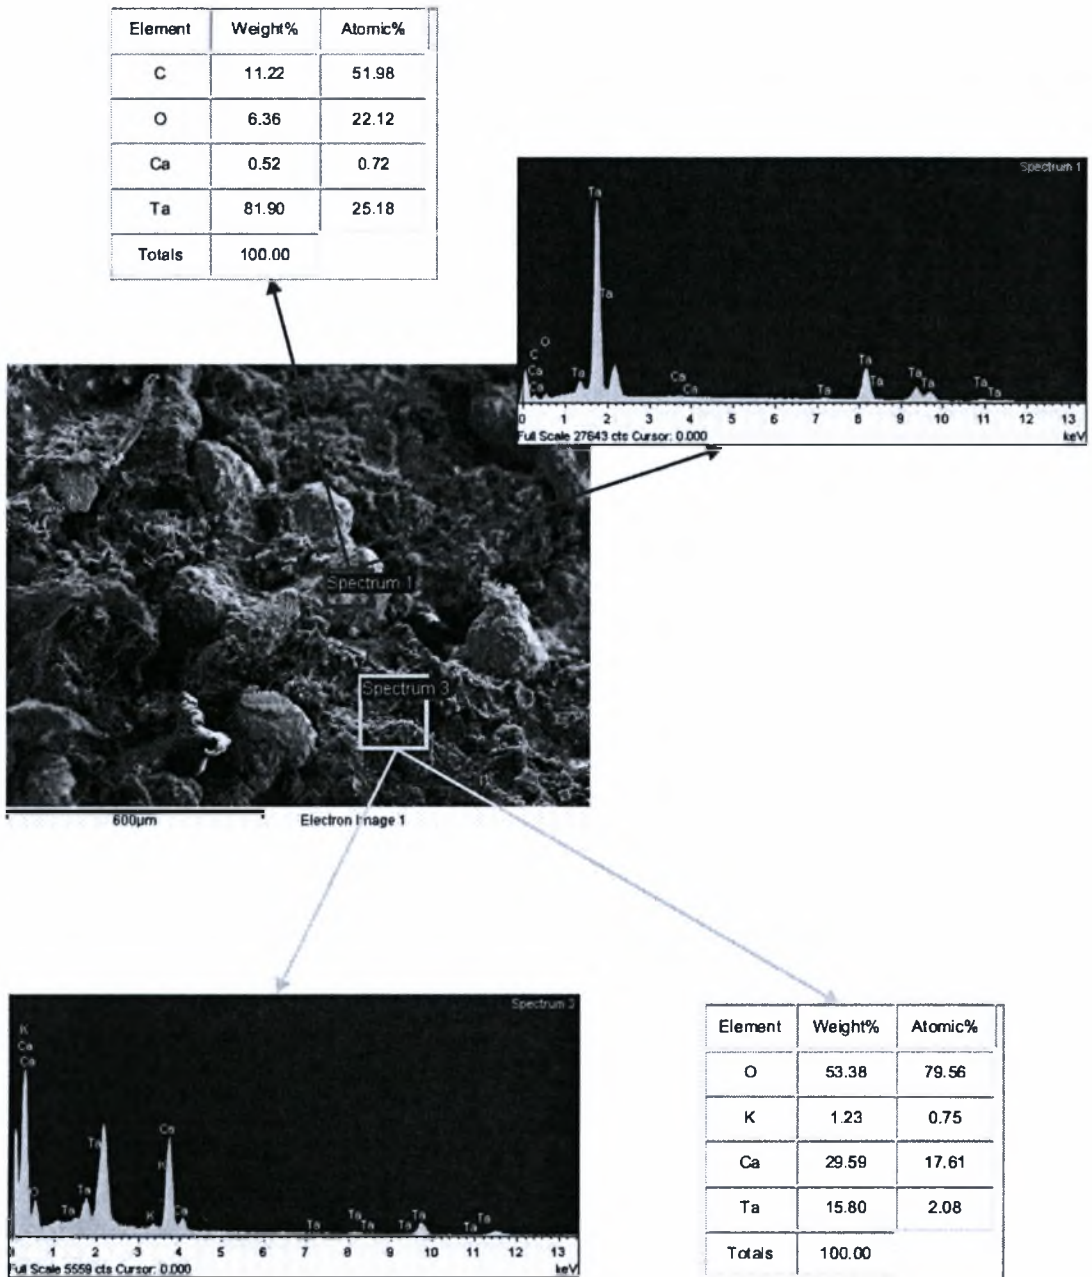 Element Weight% Atomic%
C 11.22 51.98
O 6.36 22.12
Ca 0.52 0.72
Ta 81.90 25.18
Totals 100.00
Spectrum 1
Ta
Ta
O
C
Ca
Ca
Ta
Ca
Ca
Ta
Ta
Ta
Ta
Ta
Ta
Ta
1 2 3 4 5 6 7 8 9 10 11 12 13
Full Scale 27643 cts Cursor: 0.000 keV
Spectrum 1
Spectrum 3
600µm Electron Image 1
Spectrum 3
K
Ca
Ca
O
Ta
Ta
Ta
Ca
K
K
Ca
Ta
Ta
Ta
Ta
Ta
Ta
Ta
0 1 2 3 4 5 6 7 8 9 10 11 12 13
Full Scale 5559 cts Cursor: 0.000 keV
Element Weight% Atomic%
O 53.38 79.56
K 1.23 0.75
Ca 29.59 17.61
Ta 15.80 2.08
Totals 100.00